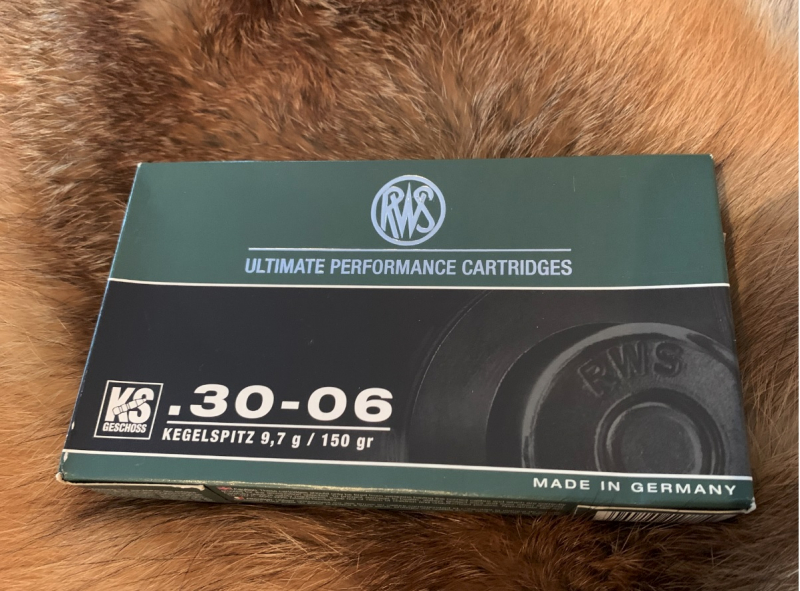 RWS
ULTIMATE PERFORMANCE CARTRIDGES
RWS
KS
GESCHOSS
.30-06
KEGELSPITZ 9,7 g / 150 gr
MADE IN GERMANY